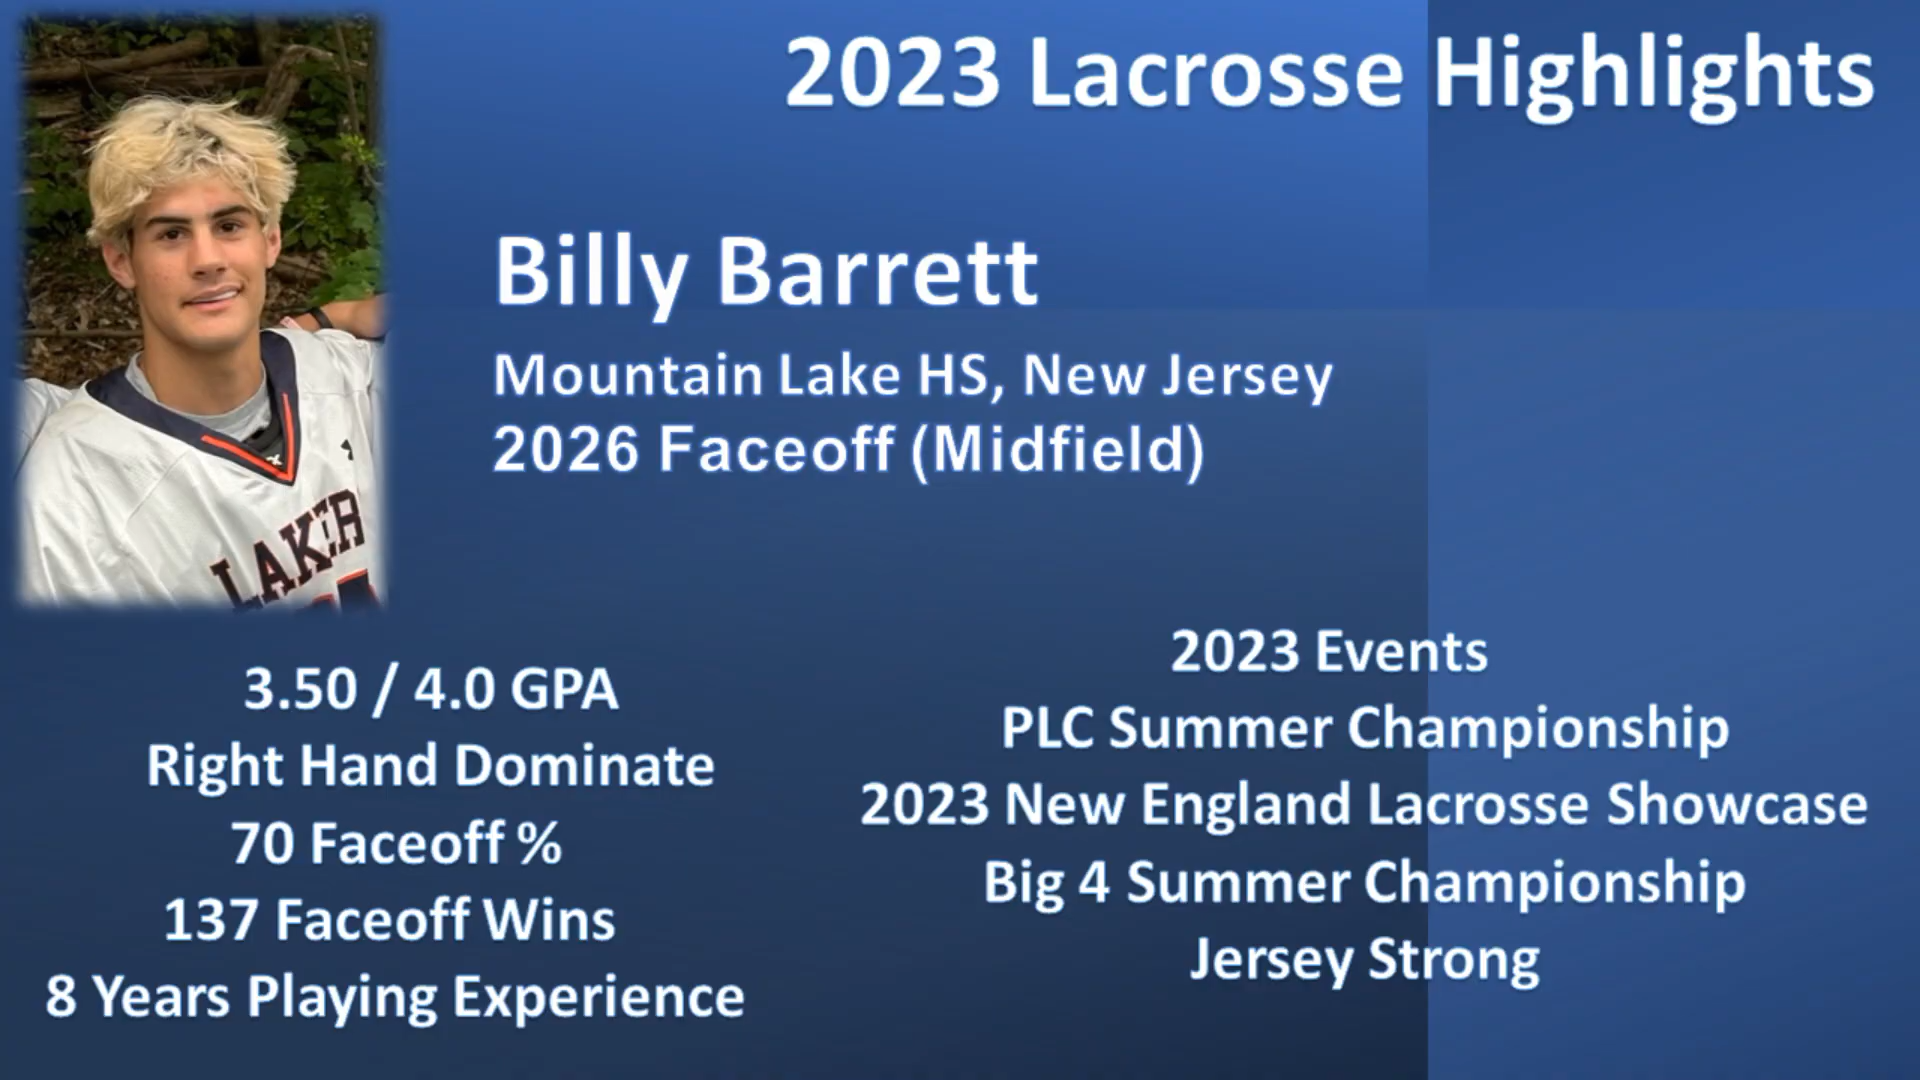 2023 Lacrosse Highlights
Billy Barrett
Mountain Lake HS, New Jersey
2026 Faceoff (Midfield)
LAKER
3.50 / 4.0 GPA
Right Hand Dominate
70 Faceoff %
137 Faceoff Wins
8 Years Playing Experience
2023 Events
PLC Summer Championship
2023 New England Lacrosse Showcase
Big 4 Summer Championship
Jersey Strong